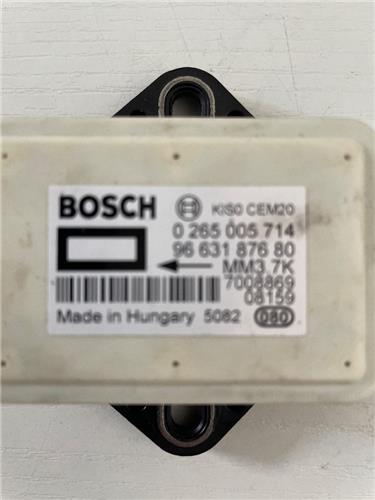 BOSCH KIS0 CEM20
0 265 005 714
96 631 876 80
MM3.7K
7008869
08159
Made in Hungary 5082 080